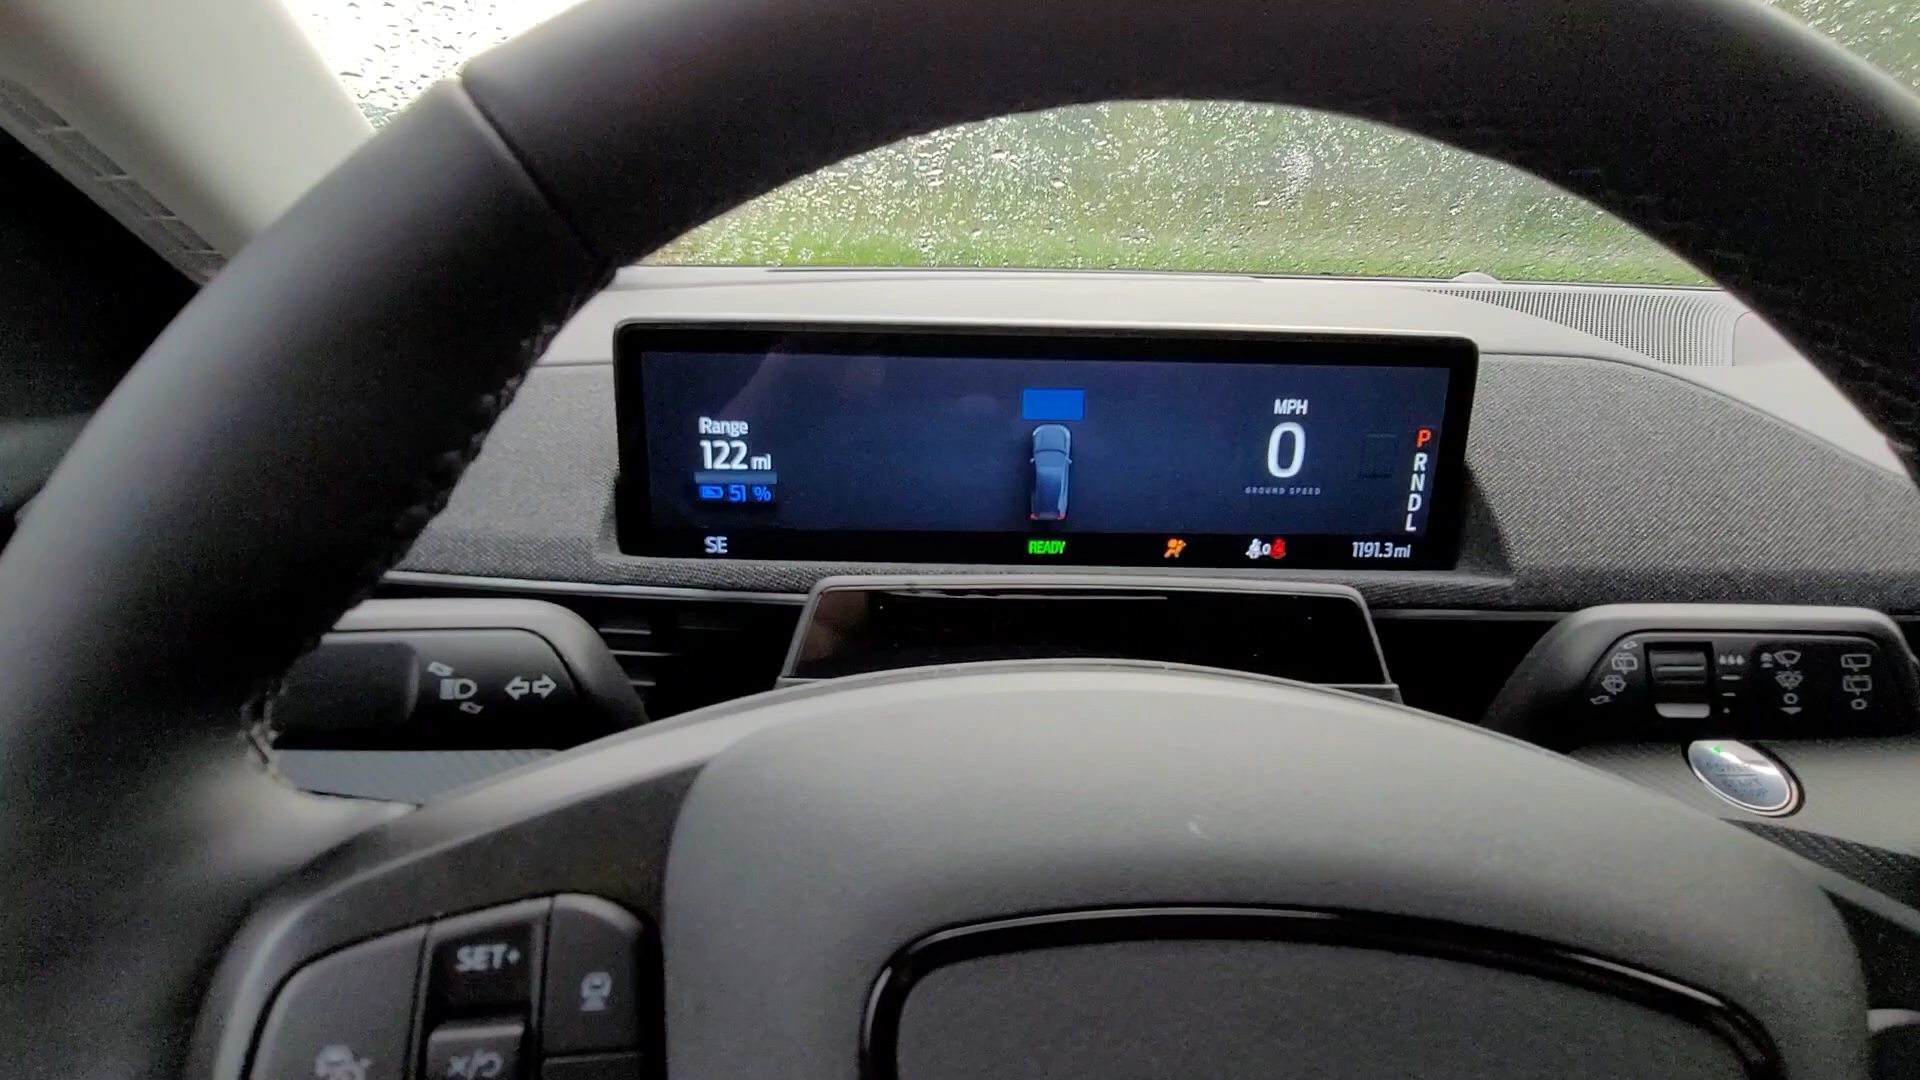 Range
122 mi
51 %
SE
READY
MPH
0
GROUND SPEED
P
R
N
D
L
1191.3 mi
SET+